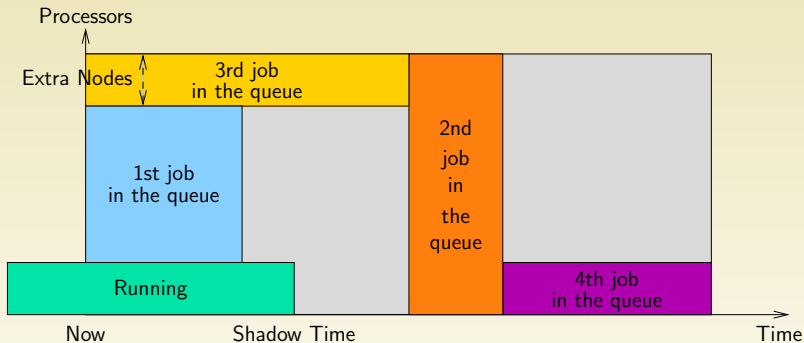 Processors
Extra Nodes
3rd job
in the queue
1st job
in the queue
2nd
job
in
the
queue
Running
4th job
in the queue
Now
Shadow Time
Time